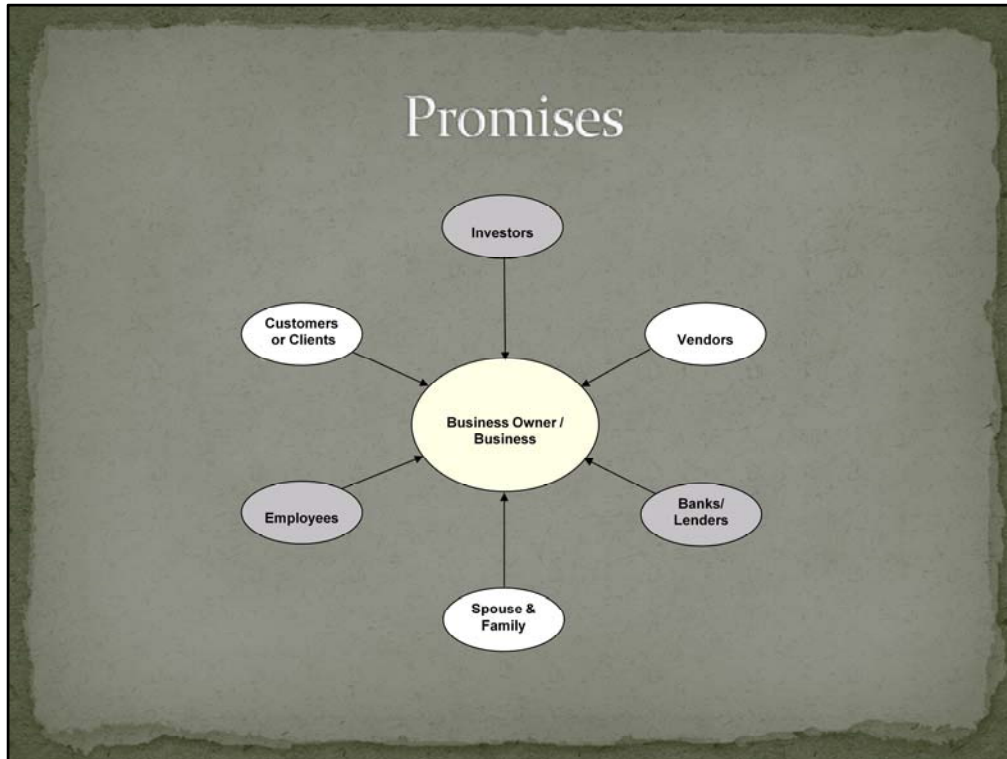 Promises
Investors
Customers
or Clients
Vendors
Business Owner /
Business
Employees
Banks/
Lenders
Spouse &
Family